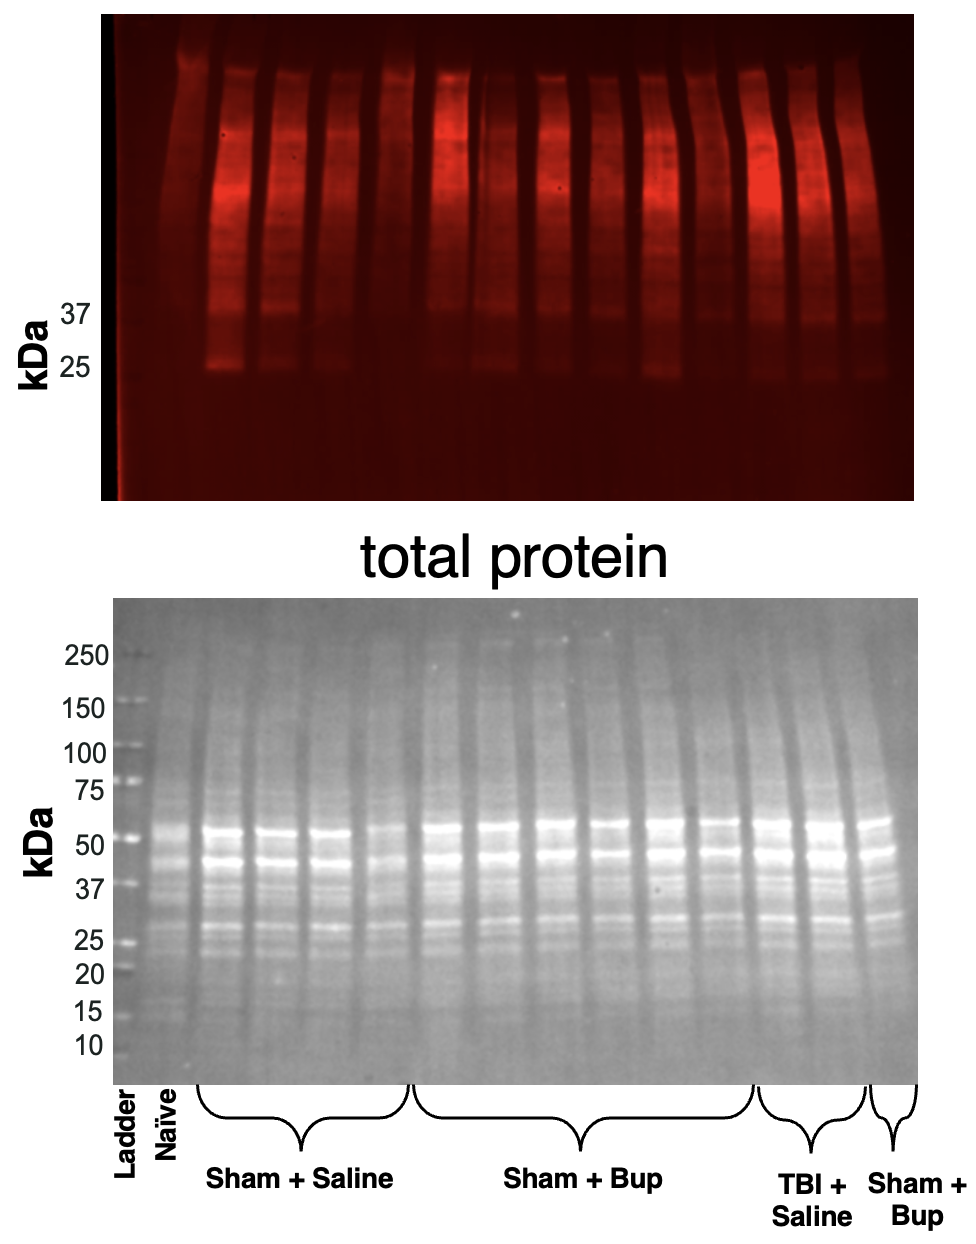 37
kDa
25
total protein
250
150
100
75
kDa
50
37
25
20
15
10
Ladder
Naïve
Sham + Saline
Sham + Bup
TBI +
Saline
Sham +
Bup